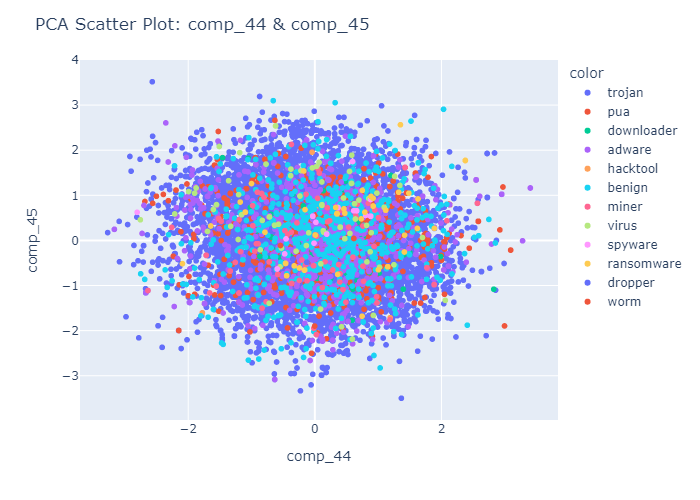 PCA Scatter Plot: comp_44 & comp_45
4
3
2
1
0
−1
−2
−3
comp_45
−2
0
2
comp_44
color
trojan
pua
downloader
adware
hacktool
benign
miner
virus
spyware
ransomware
dropper
worm